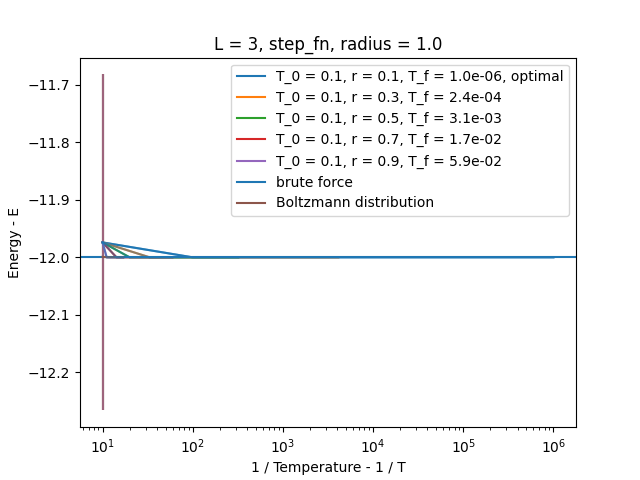 L = 3, step_fn, radius = 1.0
T_0 = 0.1, r = 0.1, T_f = 1.0e-06, optimal
T_0 = 0.1, r = 0.3, T_f = 2.4e-04
T_0 = 0.1, r = 0.5, T_f = 3.1e-03
T_0 = 0.1, r = 0.7, T_f = 1.7e-02
T_0 = 0.1, r = 0.9, T_f = 5.9e-02
brute force
Boltzmann distribution
Energy - E
−11.7
−11.8
−11.9
−12.0
−12.1
−12.2
10¹ 10² 10³ 10⁴ 10⁵ 10⁶
1 / Temperature - 1 / T